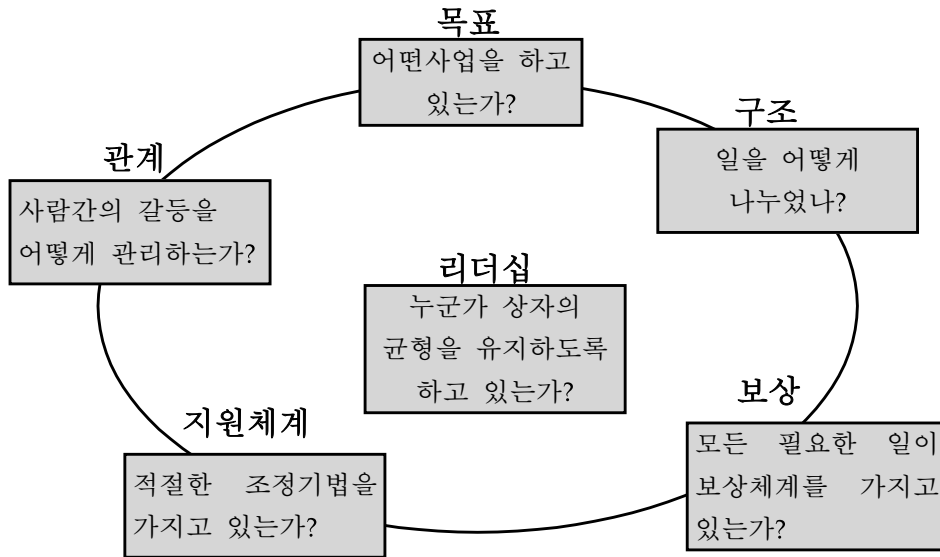 목표
어떤사업을 하고
있는가?
구조
일을 어떻게
나누었나?
관계
사람간의 갈등을
어떻게 관리하는가?
리더십
누군가 상자의
균형을 유지하도록
하고 있는가?
보상
모든 필요한 일이
보상체계를 가지고
있는가?
지원체계
적절한 조정기법을
가지고 있는가?